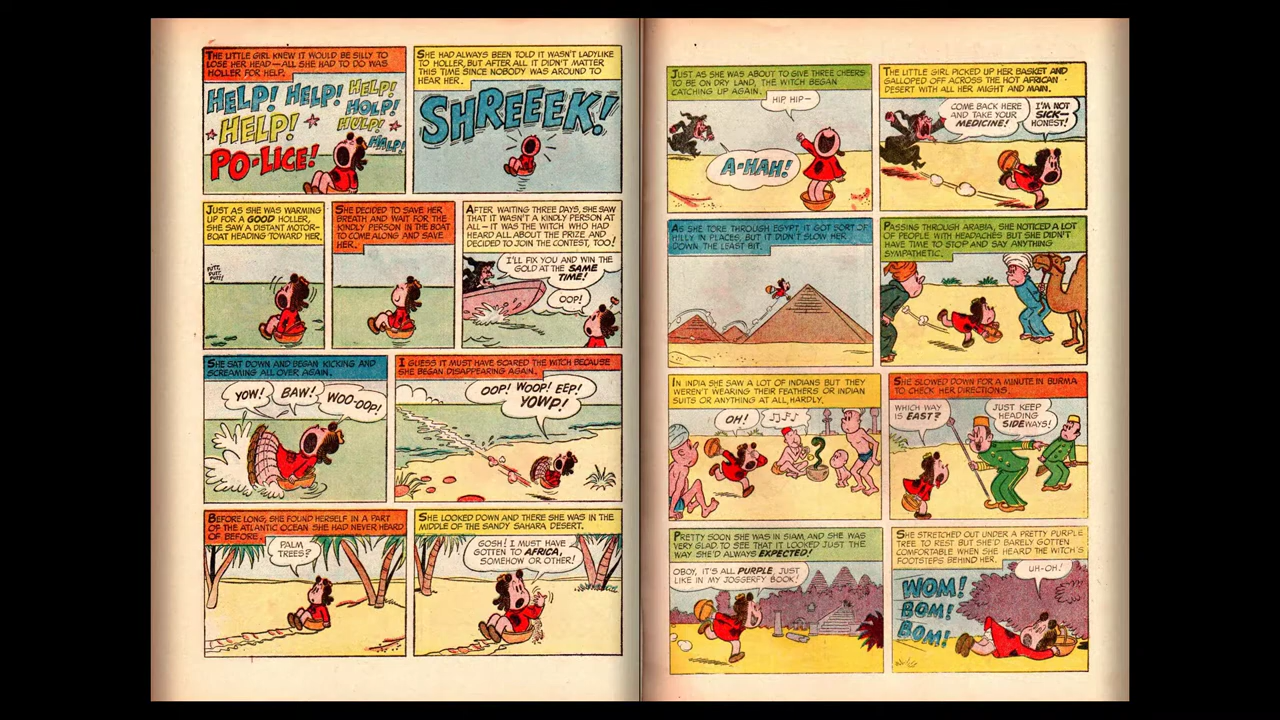 THE LITTLE GIRL KNEW IT WOULD BE SILLY TO
LOSE HER HEAD—ALL SHE HAD TO DO WAS
HOLLER FOR HELP.
HELP! HELP! HELP!
HOLP!
HELP! HULP!
HALP!
PO-LICE!
SHE HAD ALWAYS BEEN TOLD IT WASN'T LADYLIKE
TO HOLLER, BUT AFTER ALL IT DIDN'T MATTER
THIS TIME SINCE NOBODY WAS AROUND TO
HEAR HER.
SHREEEK!
JUST AS SHE WAS WARMING
UP FOR A GOOD HOLLER,
SHE SAW A DISTANT MOTOR-
BOAT HEADING TOWARD HER.
PUTT,
PUTT,
PUTT!
SHE DECIDED TO SAVE HER
BREATH AND WAIT FOR THE
KINDLY PERSON IN THE BOAT
TO COME ALONG AND SAVE
HER.
AFTER WAITING THREE DAYS, SHE SAW
THAT IT WASN'T A KINDLY PERSON AT
ALL—IT WAS THE WITCH WHO HAD
HEARD ALL ABOUT THE PRIZE AND
DECIDED TO JOIN THE CONTEST, TOO!
I'LL FIX YOU AND WIN THE
GOLD AT THE SAME
TIME!
OOP!
SHE SAT DOWN AND BEGAN KICKING AND
SCREAMING ALL OVER AGAIN.
YOW!
BAW!
WOO-OOP!
I GUESS IT MUST HAVE SCARED THE WITCH BECAUSE
SHE BEGAN DISAPPEARING AGAIN.
OOP! WOOP! EEP!
YOWP!
BEFORE LONG, SHE FOUND HERSELF IN A PART
OF THE ATLANTIC OCEAN SHE HAD NEVER HEARD
OF BEFORE.
PALM
TREES?
SHE LOOKED DOWN AND THERE SHE WAS IN THE
MIDDLE OF THE SANDY SAHARA DESERT.
GOSH! I MUST HAVE
GOTTEN TO AFRICA,
SOMEHOW OR OTHER!
JUST AS SHE WAS ABOUT TO GIVE THREE CHEERS
TO BE ON DRY LAND, THE WITCH BEGAN
CATCHING UP AGAIN.
HIP, HIP—
A-HAH!
THE LITTLE GIRL PICKED UP HER BASKET AND
GALLOPED OFF ACROSS THE HOT AFRICAN
DESERT WITH ALL HER MIGHT AND MAIN.
COME BACK HERE
AND TAKE YOUR
MEDICINE!
I'M NOT
SICK—
HONEST!
AS SHE TORE THROUGH EGYPT, IT GOT SORT OF
HILLY IN PLACES, BUT IT DIDN'T SLOW HER
DOWN THE LEAST BIT.
PASSING THROUGH ARABIA, SHE NOTICED A LOT
OF PEOPLE WITH HEADACHES BUT SHE DIDN'T
HAVE TIME TO STOP AND SAY ANYTHING
SYMPATHETIC.
IN INDIA SHE SAW A LOT OF INDIANS BUT THEY
WEREN'T WEARING THEIR FEATHERS OR INDIAN
SUITS OR ANYTHING AT ALL, HARDLY.
OH!
SHE SLOWED DOWN FOR A MINUTE IN BURMA
TO CHECK HER DIRECTIONS.
WHICH WAY
IS EAST?
JUST KEEP
HEADING
SIDEWAYS!
PRETTY SOON SHE WAS IN SIAM, AND SHE WAS
VERY GLAD TO SEE THAT IT LOOKED JUST THE
WAY SHE'D ALWAYS EXPECTED!
OBOY, IT'S ALL PURPLE, JUST
LIKE IN MY JOGGERFY BOOK!
SHE STRETCHED OUT UNDER A PRETTY PURPLE
TREE TO REST BUT SHE'D BARELY GOTTEN
COMFORTABLE WHEN SHE HEARD THE WITCH'S
FOOTSTEPS BEHIND HER.
WOM!
BOM!
BOM!
UH-OH!